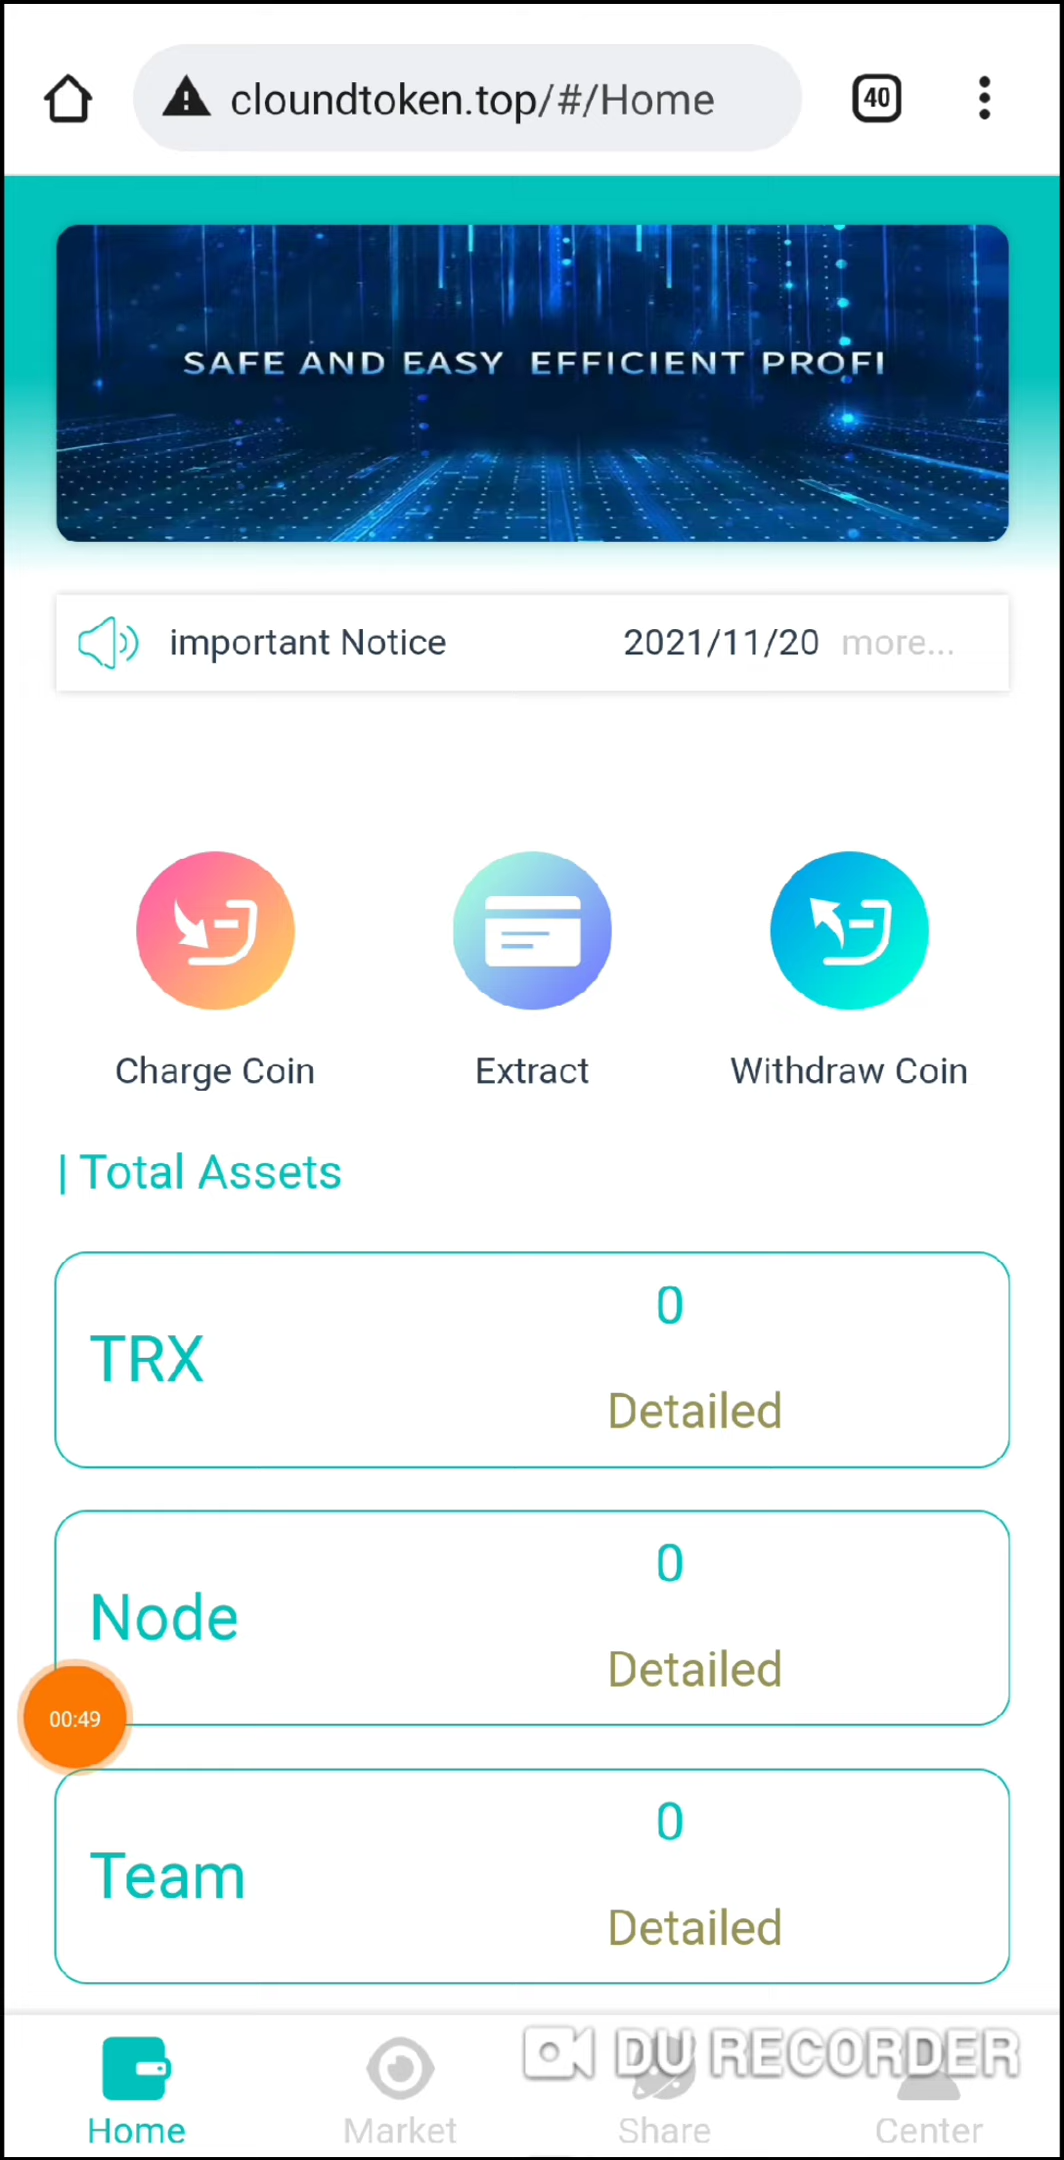 cloundtoken.top/#/Home
40
SAFE AND EASY EFFICIENT PROFI
important Notice 2021/11/20 more...
Charge Coin Extract Withdraw Coin
| Total Assets
0
TRX
Detailed
0
Node
Detailed
00:49
0
Team
Detailed
DU RECORDER
Home Market Share Center